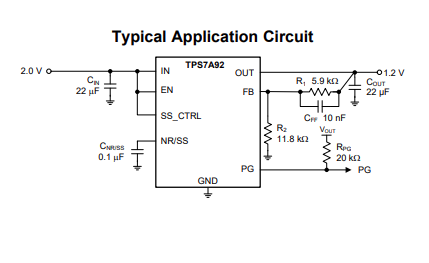 Typical Application Circuit
TPS7A92
2.0 V
IN
OUT
1.2 V
CIN
22 µF
EN
FB
R1 5.9 kΩ
COUT
22 µF
SS_CTRL
CFF 10 nF
R2
11.8 kΩ
VOUT
CNR/SS
0.1 µF
NR/SS
RPG
20 kΩ
PG
PG
GND